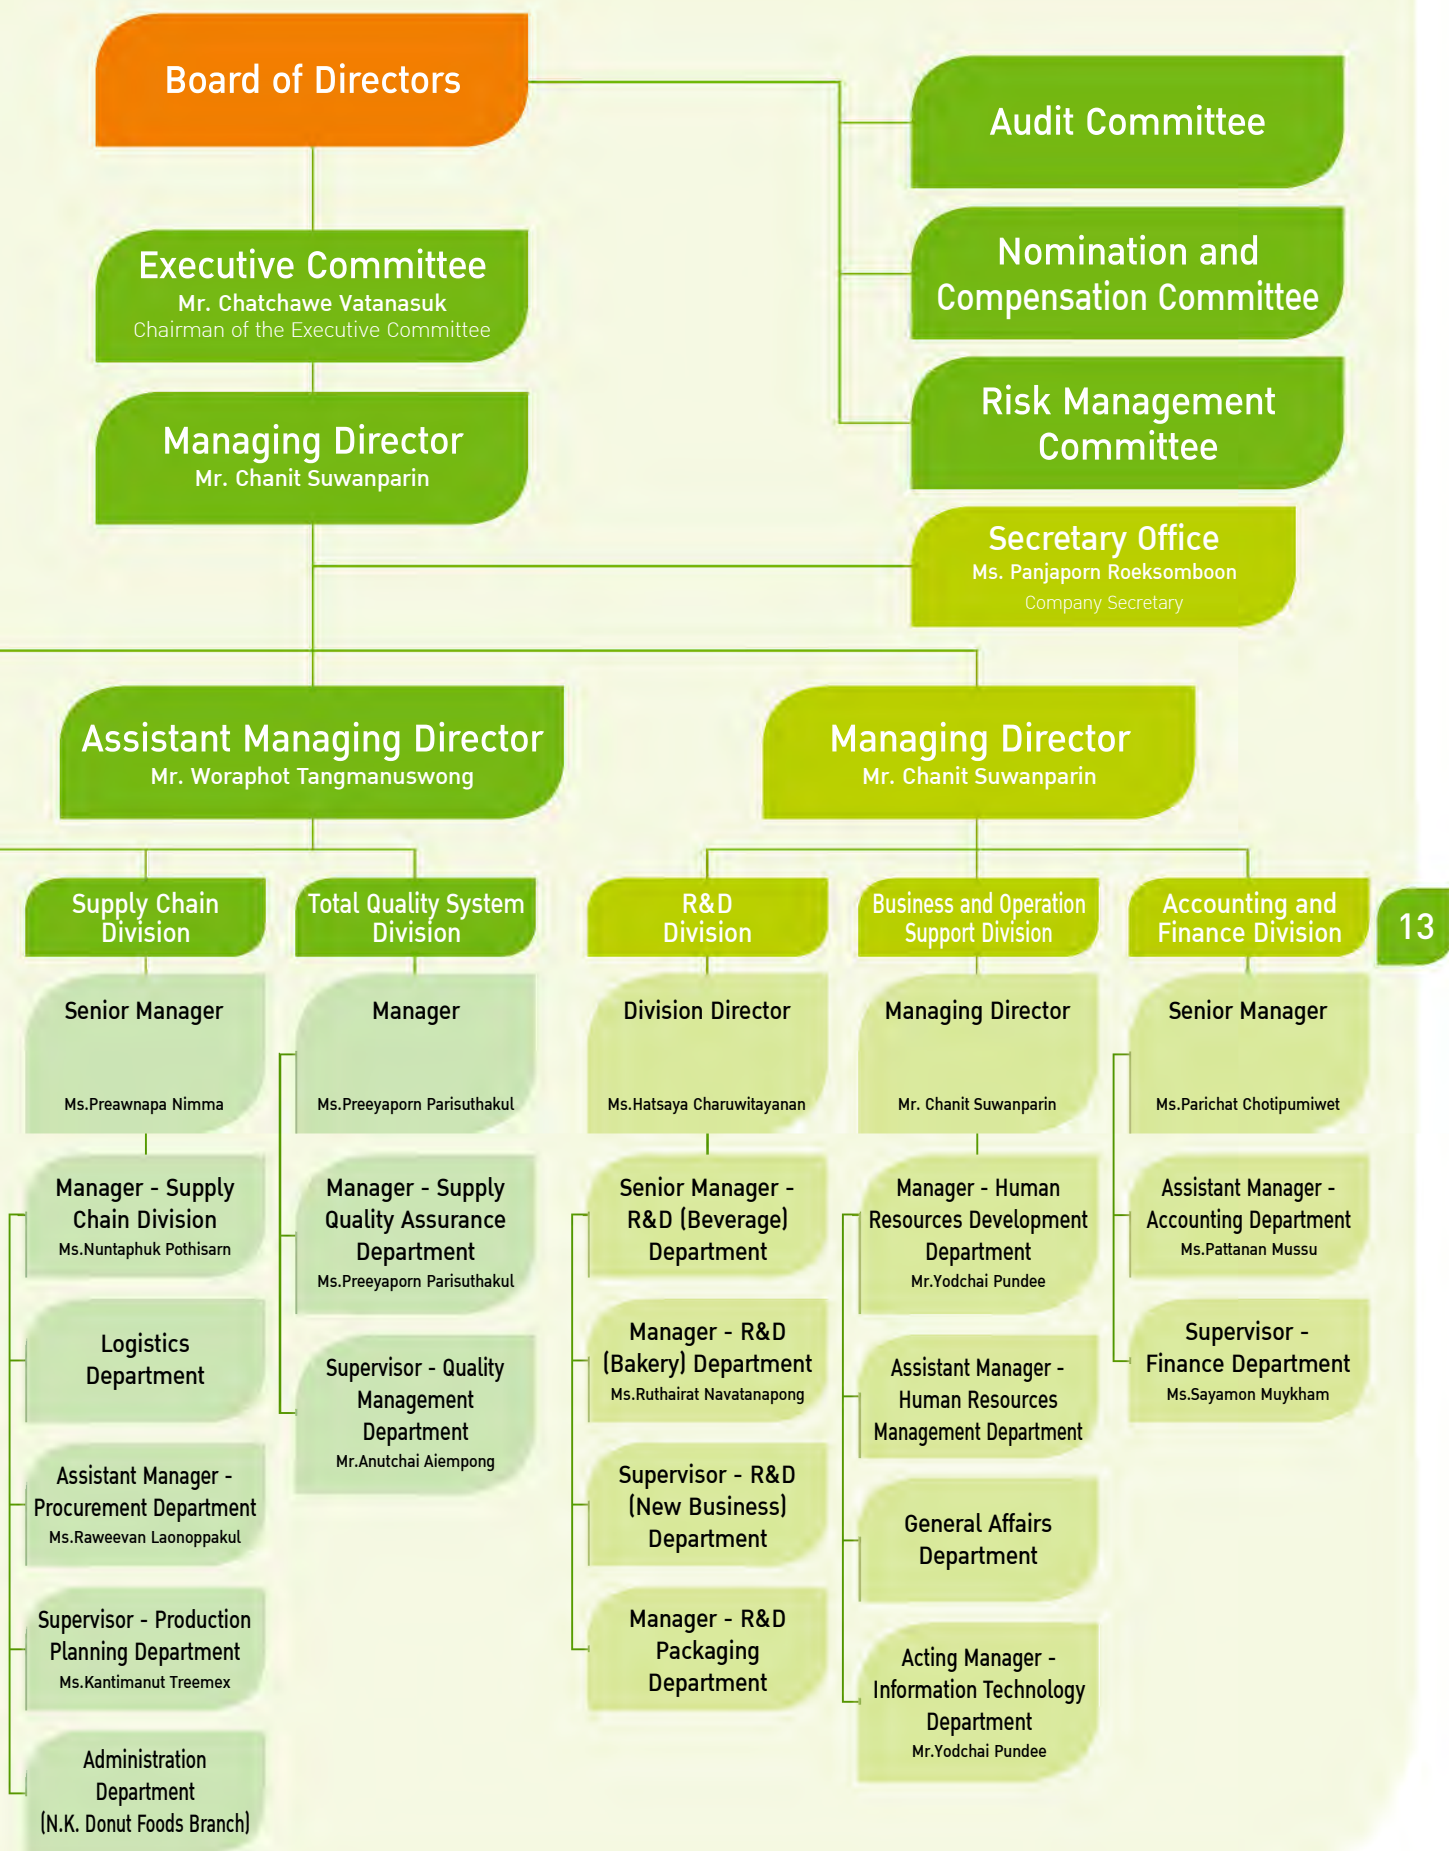 Board of Directors
Audit Committee
Nomination and
Compensation Committee
Executive Committee
Mr. Chatchawe Vatanasuk
Chairman of the Executive Committee
Risk Management
Committee
Managing Director
Mr. Chanit Suwanparin
Secretary Office
Ms. Panjaporn Roeksomboon
Company Secretary
Assistant Managing Director
Mr. Woraphot Tangmanuswong
Managing Director
Mr. Chanit Suwanparin
Supply Chain
Division
Senior Manager
Ms.Preawnapa Nimma
Manager - Supply
Chain Division
Ms.Nuntaphuk Pothisarn
Logistics
Department
Assistant Manager -
Procurement Department
Ms.Raweevan Laonoppakul
Supervisor - Production
Planning Department
Ms.Kantimanut Treemex
Administration
Department
(N.K. Donut Foods Branch)
Total Quality System
Division
Manager
Ms.Preeyaporn Parisuthakul
Manager - Supply
Quality Assurance
Department
Ms.Preeyaporn Parisuthakul
Supervisor - Quality
Management
Department
Mr.Anutchai Aiempong
R&D
Division
Division Director
Ms.Hatsaya Charuwitayanan
Senior Manager -
R&D (Beverage)
Department
Manager - R&D
(Bakery) Department
Ms.Ruthairat Navatanapong
Supervisor - R&D
(New Business)
Department
Manager - R&D
Packaging
Department
Business and Operation
Support Division
Managing Director
Mr. Chanit Suwanparin
Manager - Human
Resources Development
Department
Mr.Yodchai Pundee
Assistant Manager -
Human Resources
Management Department
General Affairs
Department
Acting Manager -
Information Technology
Department
Mr.Yodchai Pundee
Accounting and
Finance Division
Senior Manager
Ms.Parichat Chotipumiwet
Assistant Manager -
Accounting Department
Ms.Pattanan Mussu
Supervisor -
Finance Department
Ms.Sayamon Muykham
13